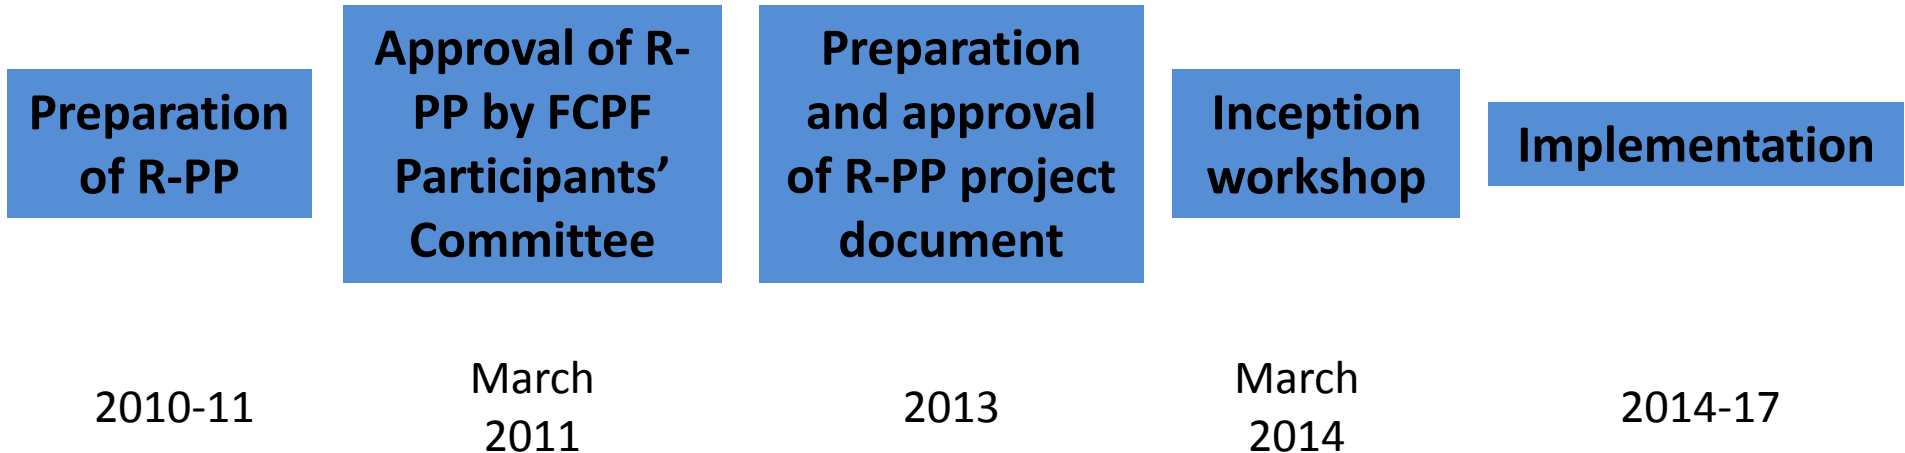 Preparation
of R-PP
Approval of R-
PP by FCPF
Participants’
Committee
Preparation
and approval
of R-PP project
document
Inception
workshop
Implementation
2010-11
March
2011
2013
March
2014
2014-17